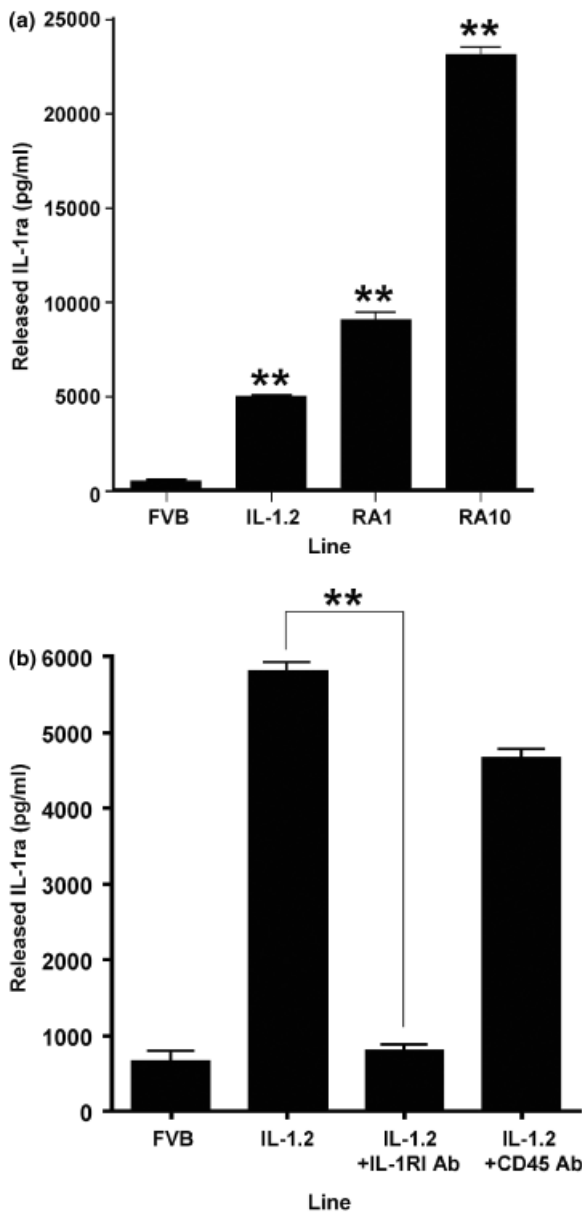 (a)
25000
20000
15000
10000
5000
0
Released IL-1ra (pg/ml)
**
**
**
FVB IL-1.2 RA1 RA10
Line
(b)
**
6000
5000
4000
3000
2000
1000
0
Released IL-1ra (pg/ml)
FVB IL-1.2 IL-1.2 IL-1.2
+IL-1RI Ab +CD45 Ab
Line